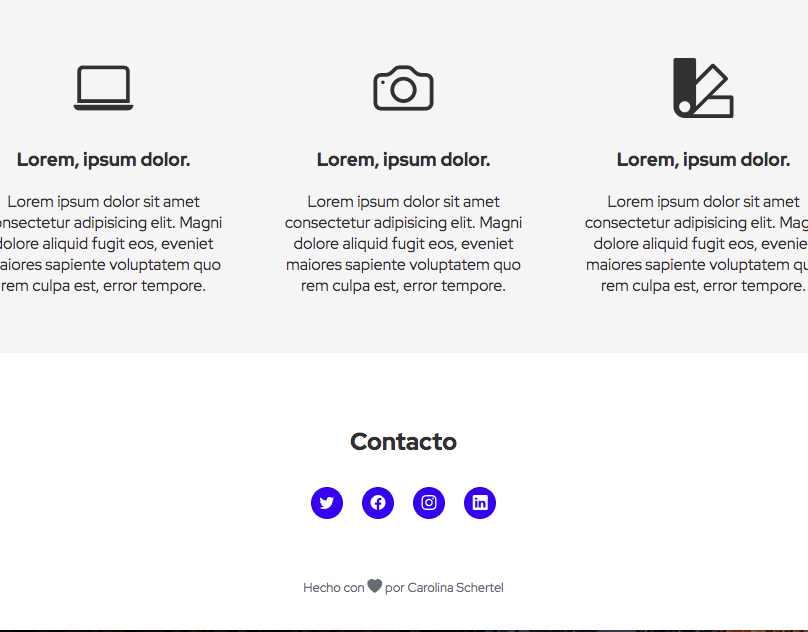 Lorem, ipsum dolor.
Lorem ipsum dolor sit amet
onsectetur adipisicing elit. Magni
dolore aliquid fugit eos, eveniet
aiores sapiente voluptatem quo
rem culpa est, error tempore.
Lorem, ipsum dolor.
Lorem ipsum dolor sit amet
consectetur adipisicing elit. Magni
dolore aliquid fugit eos, eveniet
maiores sapiente voluptatem quo
rem culpa est, error tempore.
Lorem, ipsum dolor.
Lorem ipsum dolor sit amet
consectetur adipisicing elit. Mag
dolore aliquid fugit eos, evenie
maiores sapiente voluptatem qu
rem culpa est, error tempore.
Contacto
Hecho con por Carolina Schertel